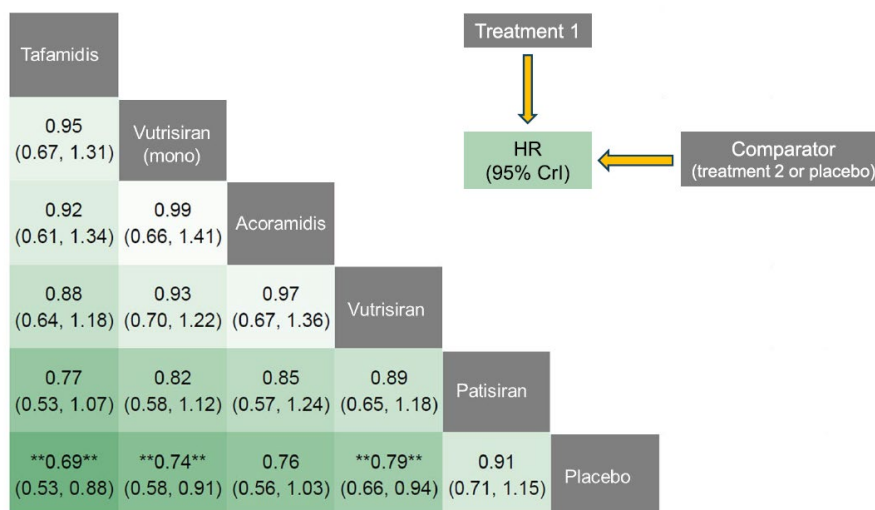 Tafamidis
Treatment 1
0.95
(0.67, 1.31)
Vutrisiran
(mono)
HR
(95% CrI)
Comparator
(treatment 2 or placebo)
0.92
(0.61, 1.34)
0.99
(0.66, 1.41)
Acoramidis
0.88
(0.64, 1.18)
0.93
(0.70, 1.22)
0.97
(0.67, 1.36)
Vutrisiran
0.77
(0.53, 1.07)
0.82
(0.58, 1.12)
0.85
(0.57, 1.24)
0.89
(0.65, 1.18)
Patisiran
**0.69**
(0.53, 0.88)
**0.74**
(0.58, 0.91)
0.76
(0.56, 1.03)
**0.79**
(0.66, 0.94)
0.91
(0.71, 1.15)
Placebo